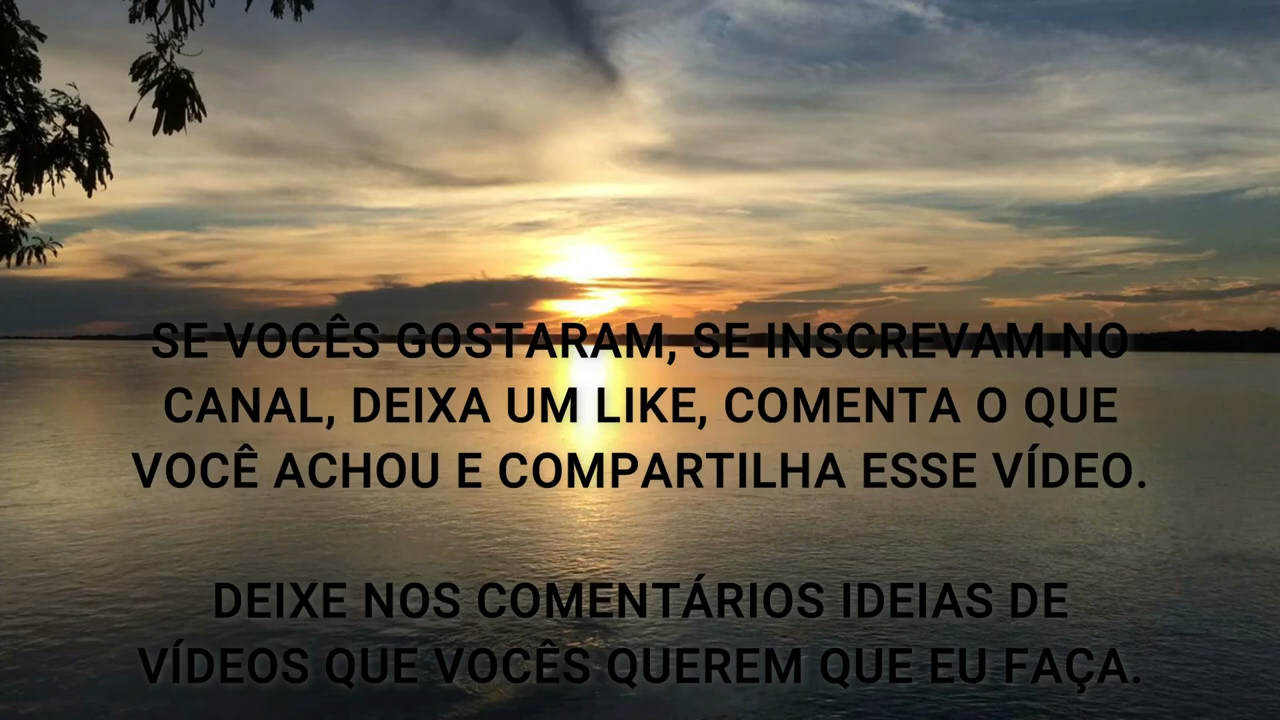 SE VOCÊS GOSTARAM, SE INSCREVAM NO
CANAL, DEIXA UM LIKE, COMENTA O QUE
VOCÊ ACHOU E COMPARTILHA ESSE VÍDEO.
DEIXE NOS COMENTÁRIOS IDEIAS DE
VÍDEOS QUE VOCÊS QUEREM QUE EU FAÇA.